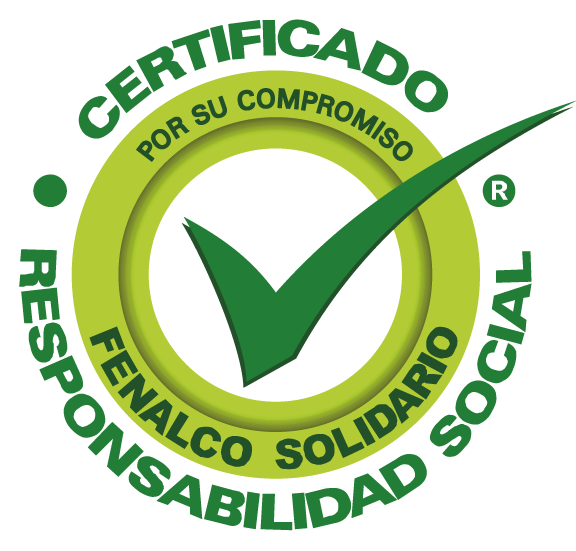 CERTIFICADO
POR SU COMPROMISO
FENALCO SOLIDARIO
RESPONSABILIDAD SOCIAL
®